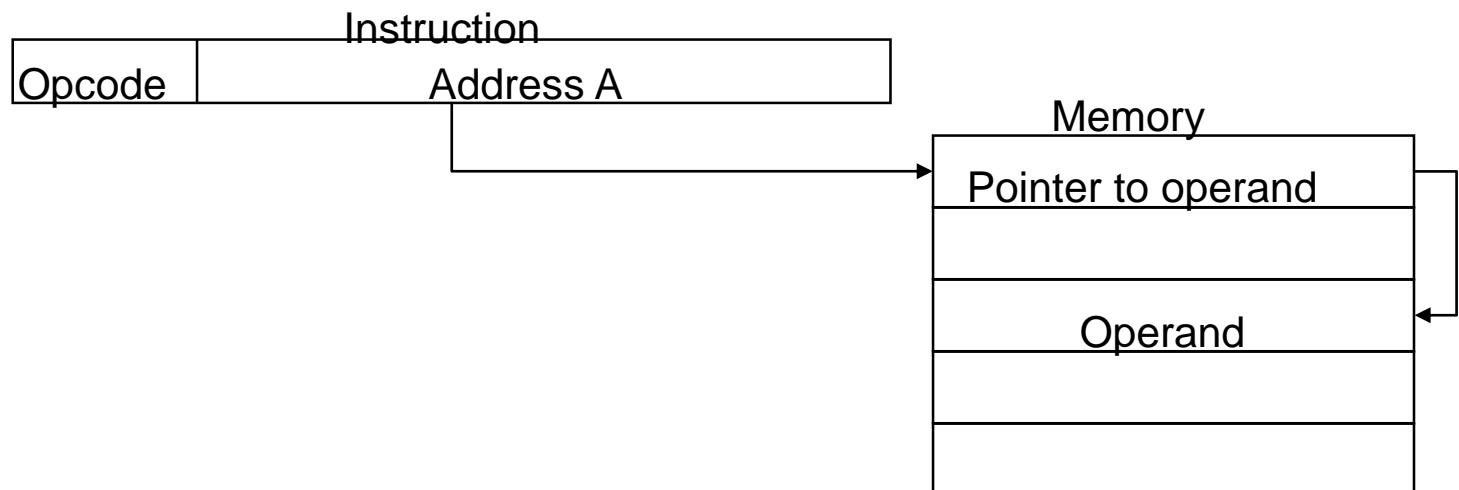 Instruction
Opcode Address A
Memory
Pointer to operand
Operand